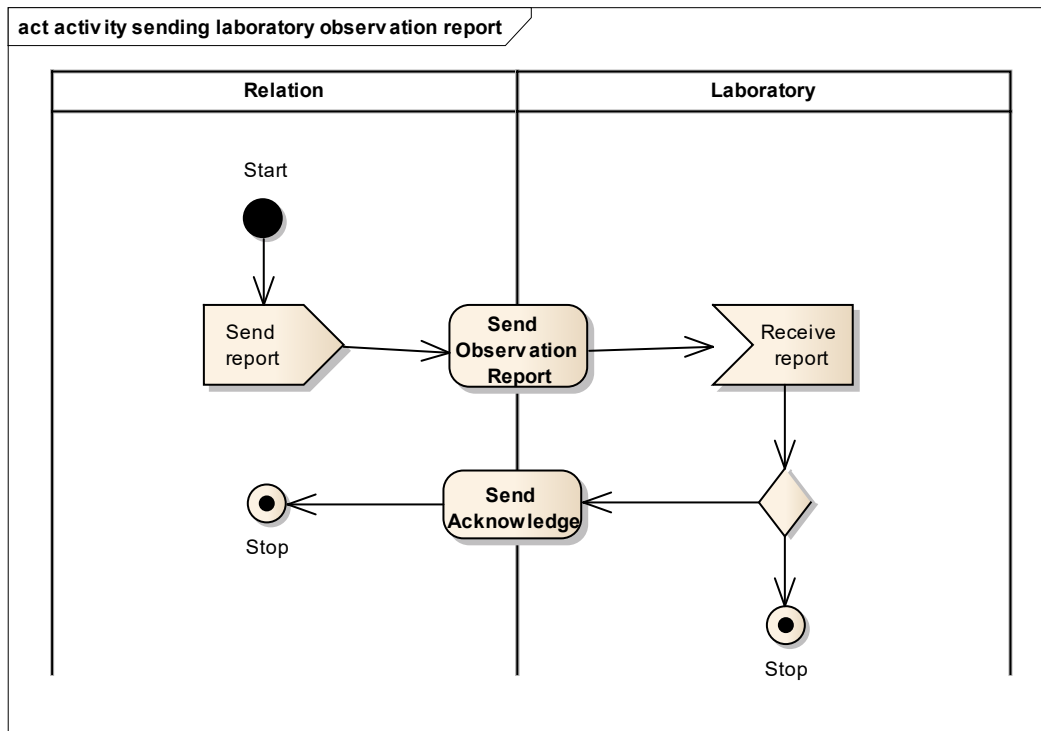 act activity sending laboratory observation report
Relation
Laboratory
Start
Send
report
Send
Observation
Report
Receive
report
Send
Acknowledge
Stop
Stop